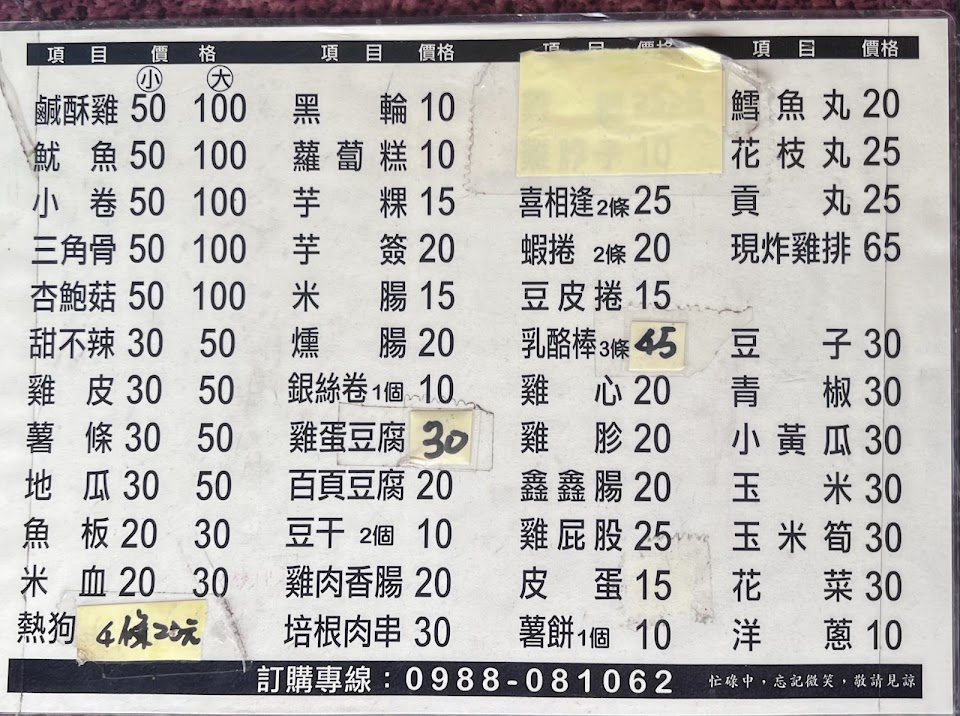 項目 價格
小 大
鹹酥雞 50 100
魷魚 50 100
小卷 50 100
三角骨 50 100
杏鮑菇 50 100
甜不辣 30 50
雞皮 30 50
薯條 30 50
地瓜 30 50
魚板 20 30
米血 20 30
熱狗 4條20元
項目 價格
黑輪 10
蘿蔔糕 10
芋粿 15
芋簽 20
米腸 15
燻腸 20
銀絲卷1個 10
雞蛋豆腐 30
百頁豆腐 20
豆干 2個 10
雞肉香腸 20
培根肉串 30
項目 價格
喜相逢2條 25
蝦捲 2條 20
豆皮捲 15
乳酪棒3條 45
雞心 20
雞胗 20
鑫鑫腸 20
雞屁股 25
皮蛋 15
薯餅1個 10
項目 價格
鱈魚丸 20
花枝丸 25
貢丸 25
現炸雞排 65
豆子 30
青椒 30
小黃瓜 30
玉米 30
玉米筍 30
花菜 30
洋蔥 10
訂購專線：0988-081062
忙碌中，忘記微笑，敬請見諒